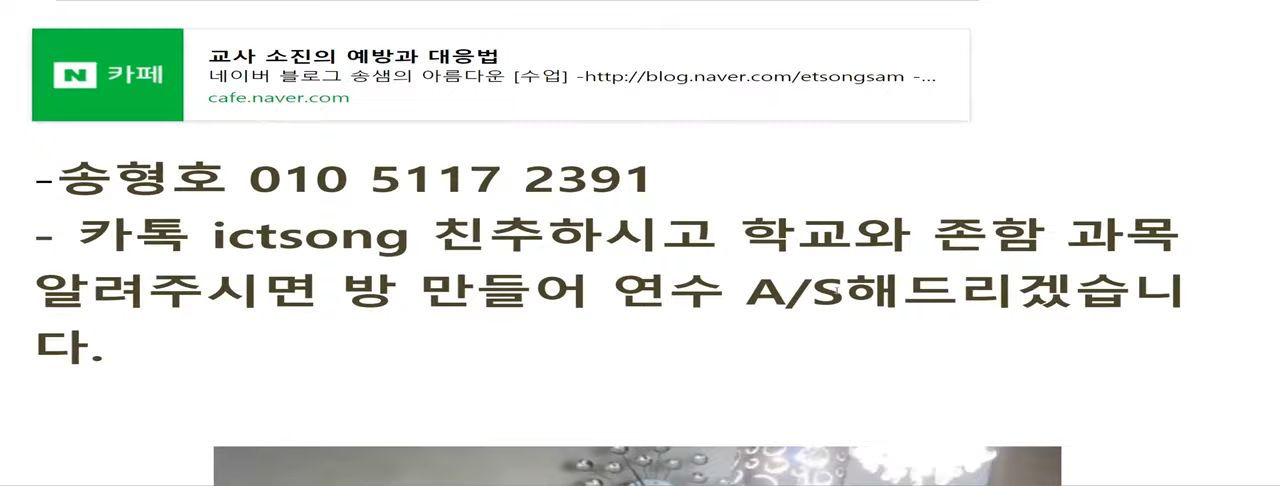 N 카페
교사 소진의 예방과 대응법
네이버 블로그 송샘의 아름다운 [수업] -http://blog.naver.com/etsongsam -...
cafe.naver.com
-송형호 010 5117 2391
- 카톡 ictsong 친추하시고 학교와 존함 과목
알려주시면 방 만들어 연수 A/S해드리겠습니
다.